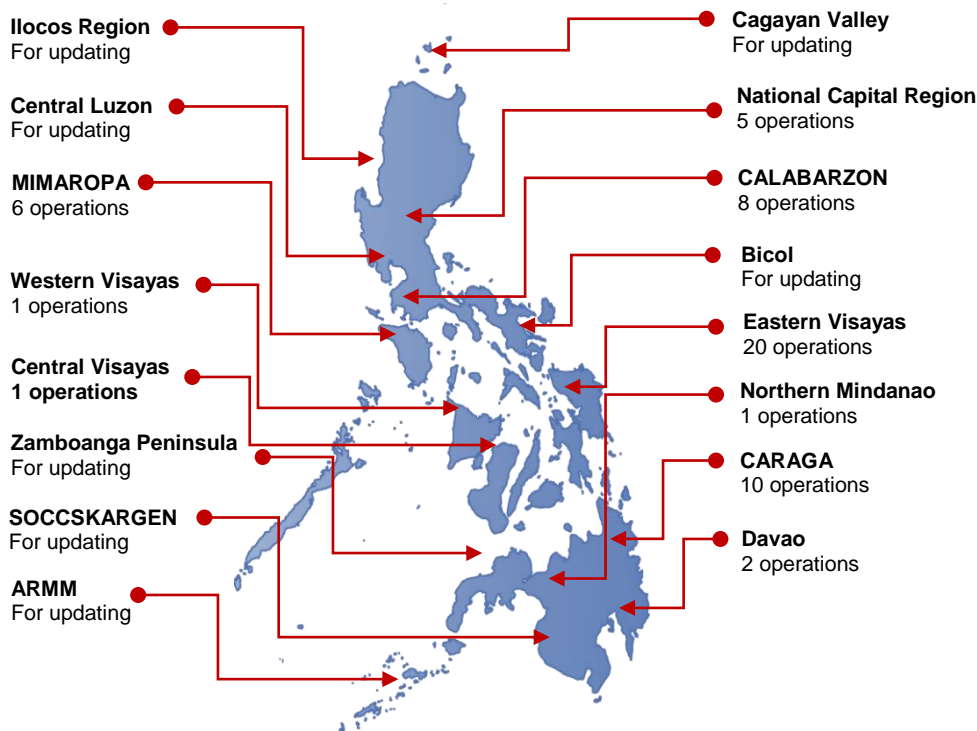 Ilocos Region
For updating
Central Luzon
For updating
MIMAROPA
6 operations
Western Visayas
1 operations
Central Visayas
1 operations
Zamboanga Peninsula
For updating
SOCCSKARGEN
For updating
ARMM
For updating
Cagayan Valley
For updating
National Capital Region
5 operations
CALABARZON
8 operations
Bicol
For updating
Eastern Visayas
20 operations
Northern Mindanao
1 operations
CARAGA
10 operations
Davao
2 operations